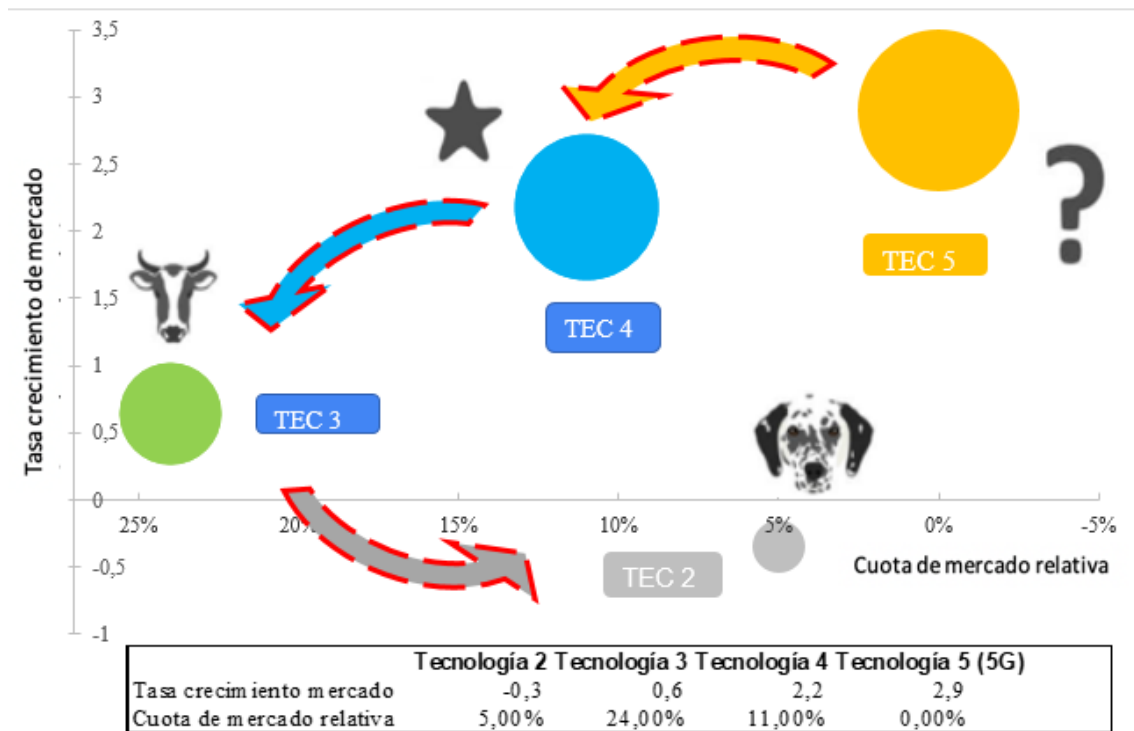 Tasa crecimiento de mercado
3,5
3
2,5
2
1,5
1
0,5
0
-0,5
-1
25%
20%
15%
10%
5%
0%
-5%
Cuota de mercado relativa
?
TEC 5
TEC 4
TEC 3
TEC 2
Tecnología 2 Tecnología 3 Tecnología 4 Tecnología 5 (5G)
Tasa crecimiento mercado -0,3 0,6 2,2 2,9
Cuota de mercado relativa 5,00% 24,00% 11,00% 0,00%